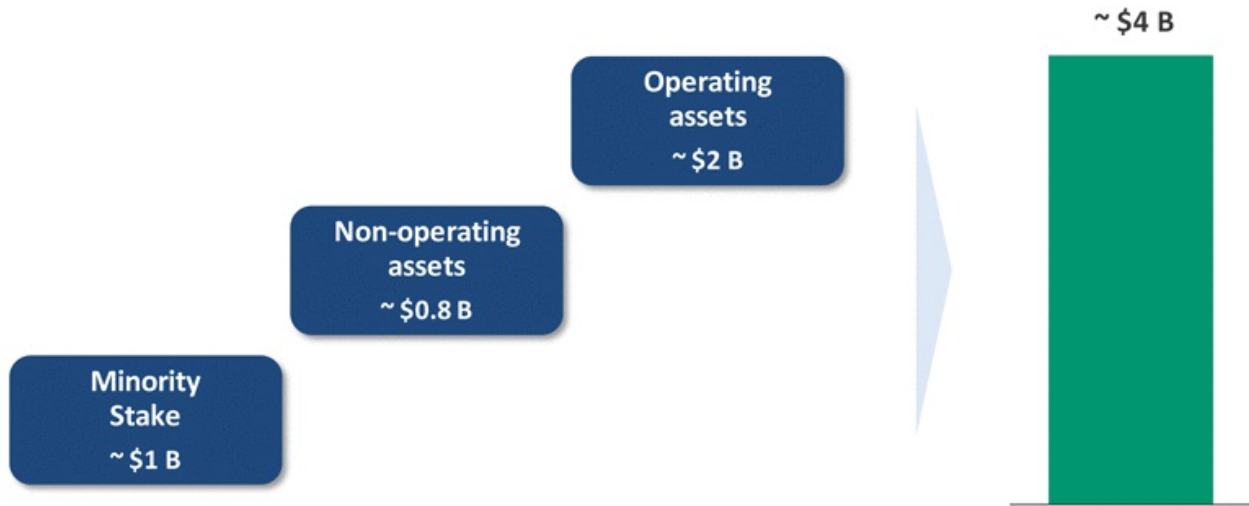 ~ $4 B
Operating
assets
~ $2 B
Non-operating
assets
~ $0.8 B
Minority
Stake
~ $1 B